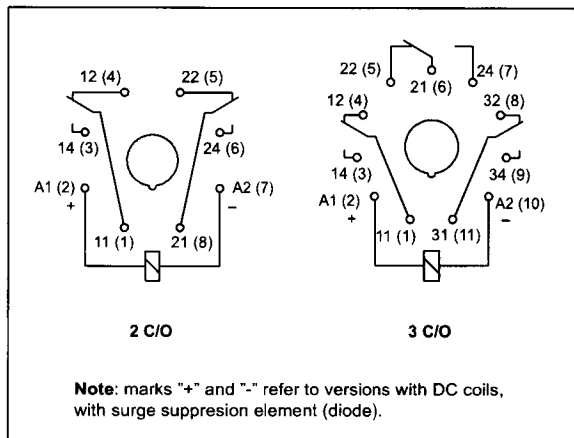 12 (4)
22 (5)
14 (3)
24 (6)
A1 (2)
A2 (7)
+
–
11 (1)
21 (8)
2 C/O
22 (5)
21 (6)
24 (7)
12 (4)
32 (8)
14 (3)
34 (9)
A1 (2)
A2 (10)
+
–
11 (1)
31 (11)
3 C/O
Note: marks "+" and "-" refer to versions with DC coils,
with surge suppresion element (diode).